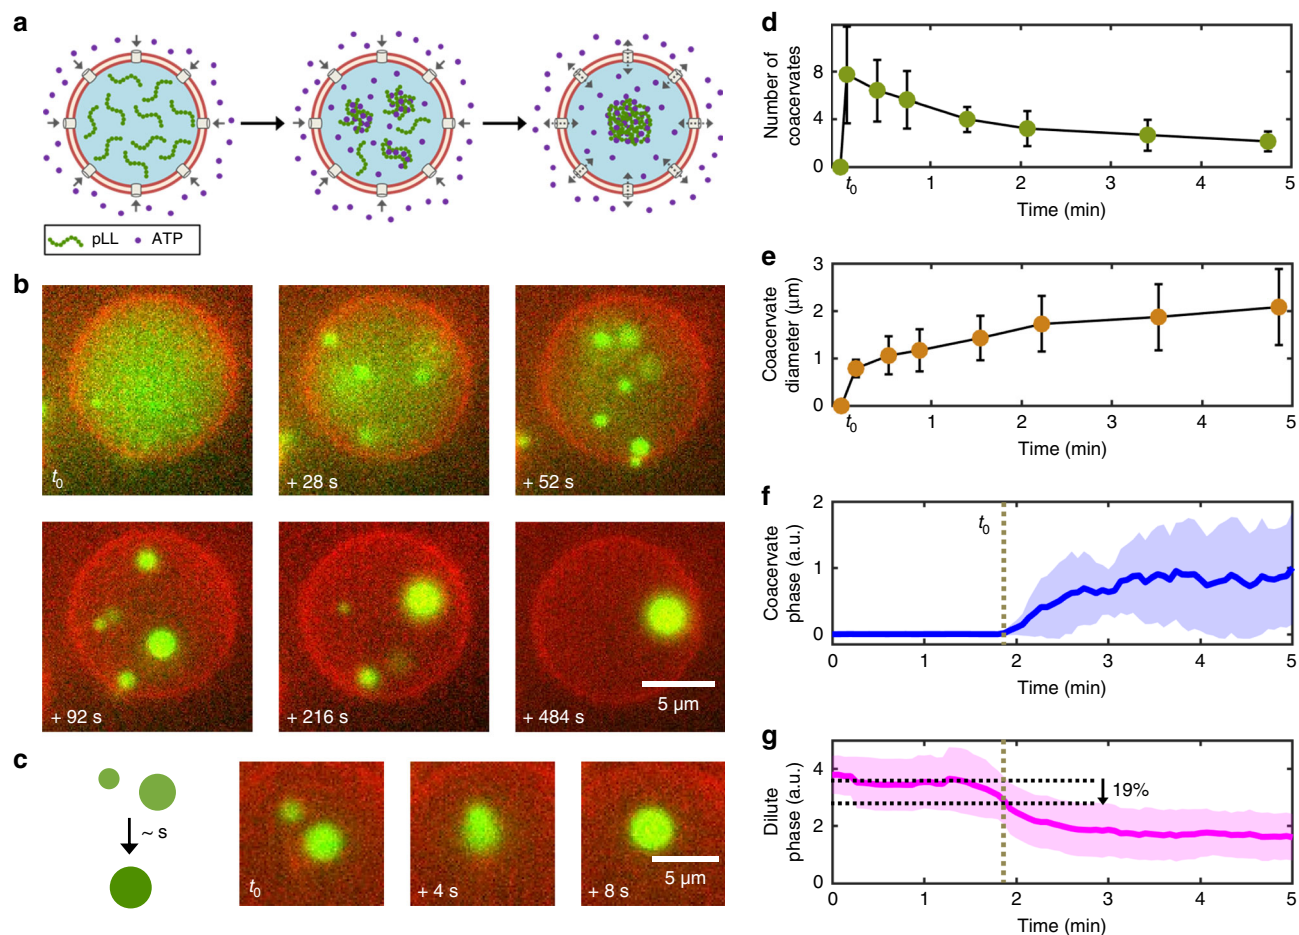 a
pLL ATP
b
t0
+ 28 s
+ 52 s
+ 92 s
+ 216 s
+ 484 s
5 µm
c
~ s
t0
+ 4 s
+ 8 s
5 µm
d
Number of
coacervates
8
4
0
t0 1 2 3 4 5
Time (min)
e
Coacervate
diameter (µm)
3
2
1
0
t0 1 2 3 4 5
Time (min)
f
Coacervate
phase (a.u.)
2
1
0
t0
0 1 2 3 4 5
Time (min)
g
Dilute
phase (a.u.)
4
2
0
19%
0 1 2 3 4 5
Time (min)